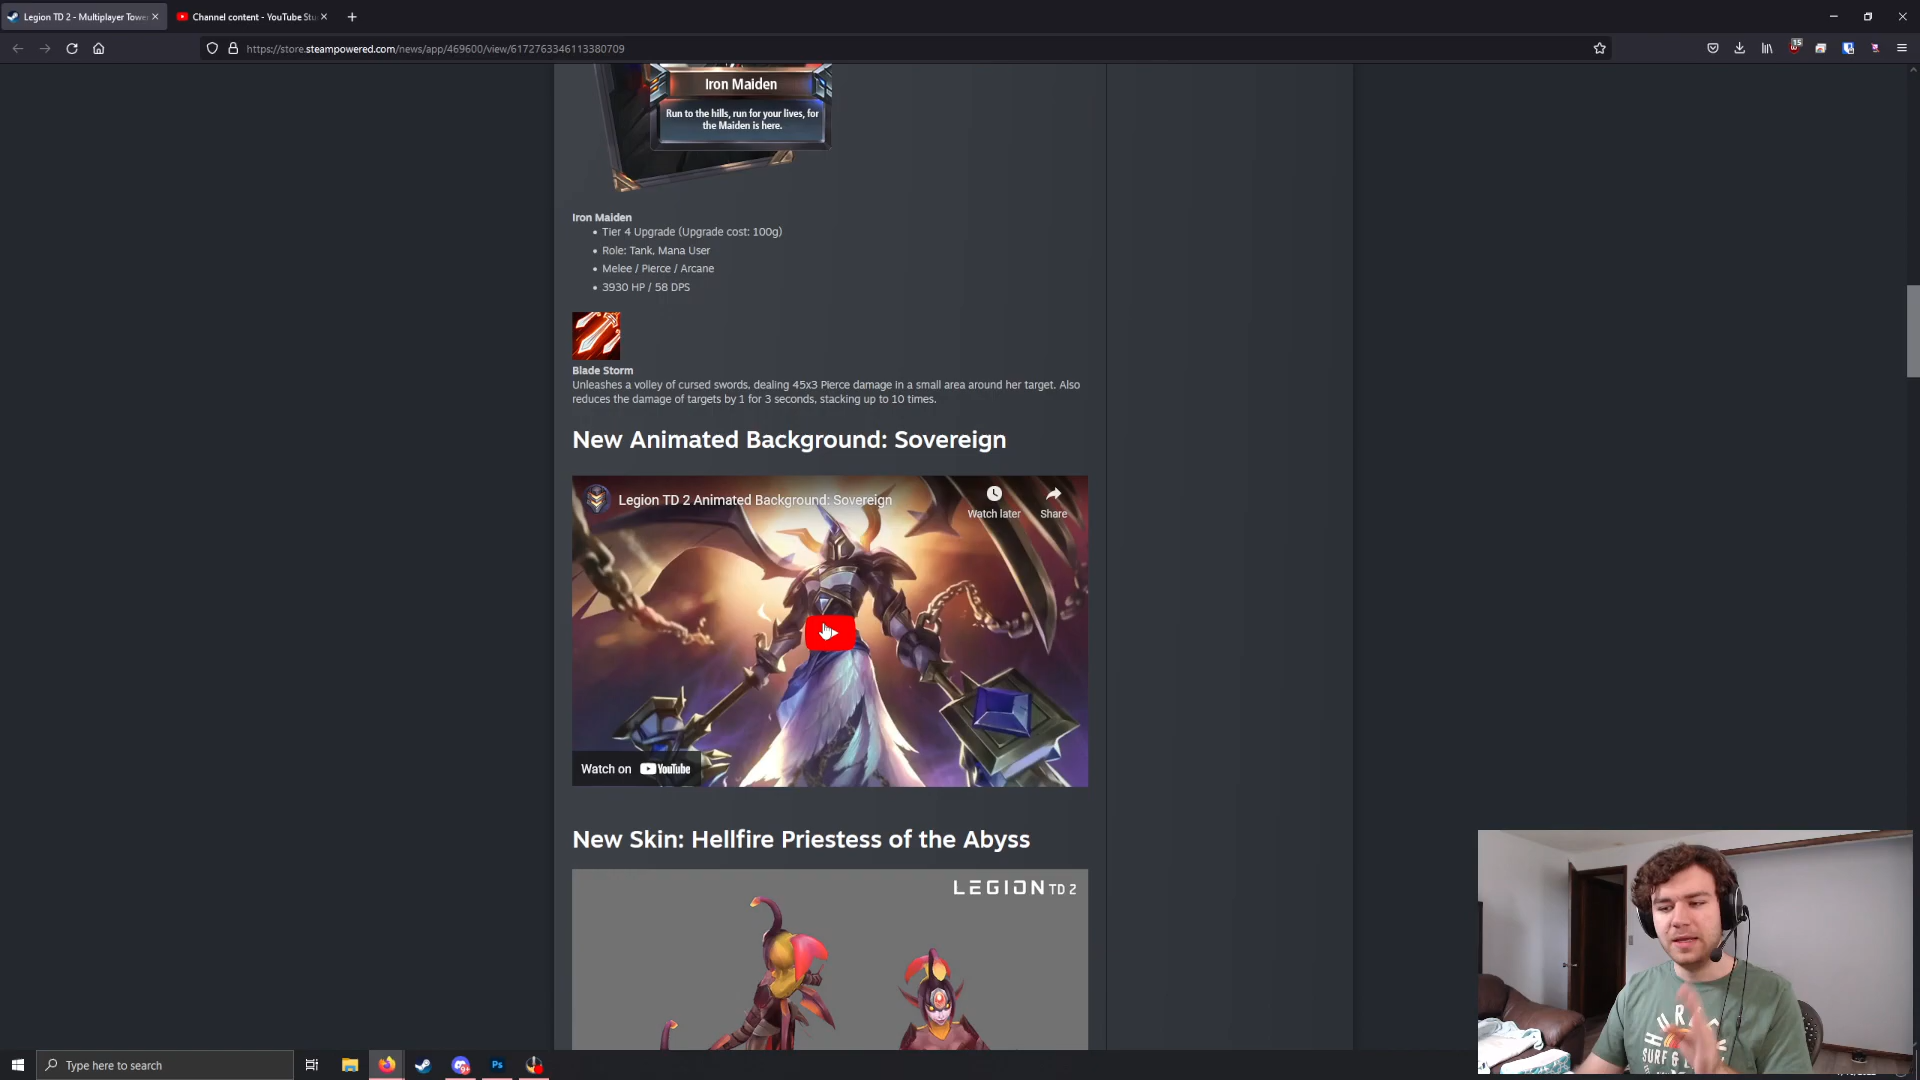 Legion TD 2 - Multiplayer Towe
Channel content - YouTube Stu
https://store.steampowered.com/news/app/469600/view/6172763346113380709
15
Iron Maiden
Run to the hills, run for your lives, for
the Maiden is here.
Iron Maiden
Tier 4 Upgrade (Upgrade cost: 100g)
Role: Tank, Mana User
Melee / Pierce / Arcane
3930 HP / 58 DPS
Blade Storm
Unleashes a volley of cursed swords, dealing 45x3 Pierce damage in a small area around her target. Also
reduces the damage of targets by 1 for 3 seconds, stacking up to 10 times.
New Animated Background: Sovereign
Legion TD 2 Animated Background: Sovereign
Watch later
Share
Watch on YouTube
New Skin: Hellfire Priestess of the Abyss
LEGION TD 2
HURLEY
SURF &
Type here to search
Ps